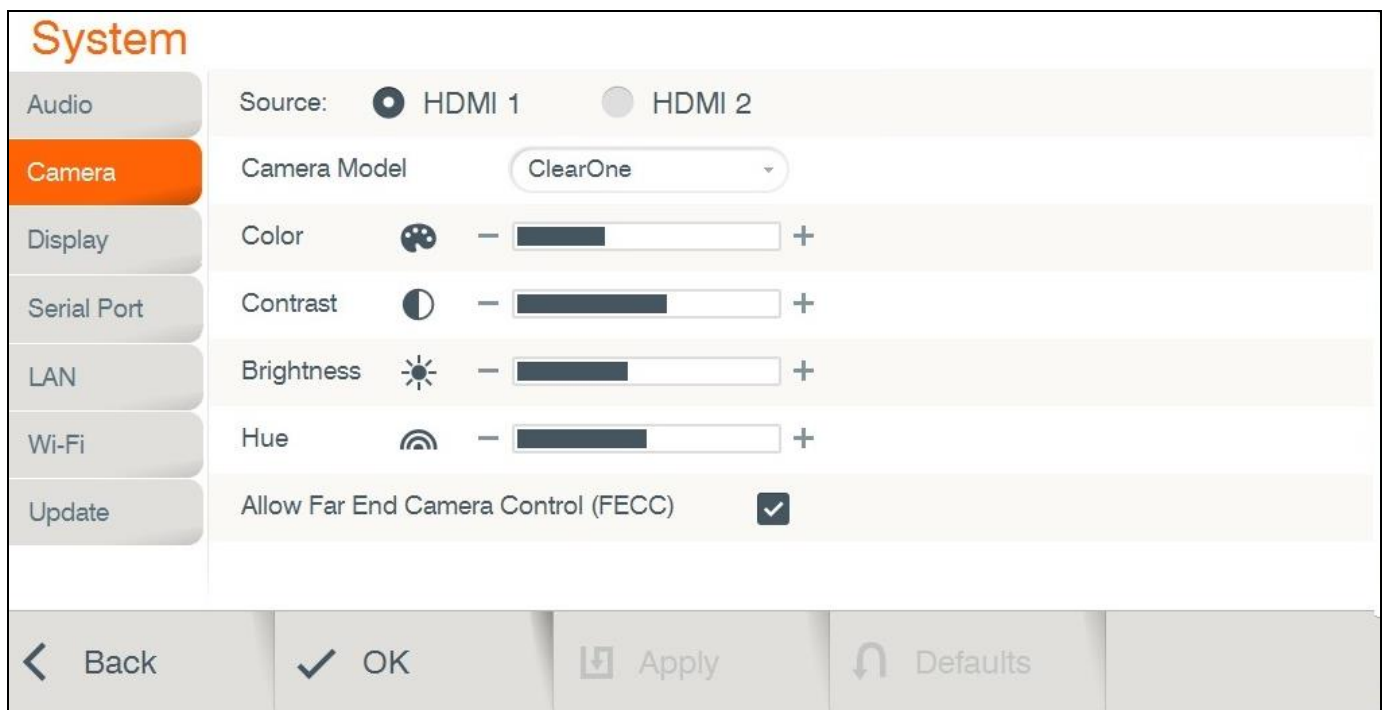 System
Audio
Source: HDMI 1 HDMI 2
Camera
Camera Model ClearOne
Display
Color
Serial Port
Contrast
LAN
Brightness
Wi-Fi
Hue
Update
Allow Far End Camera Control (FECC)
Back OK Apply Defaults